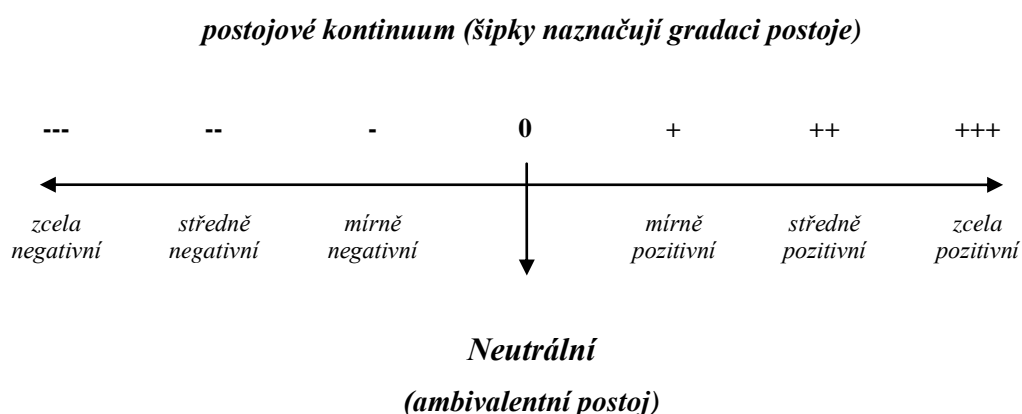 postojové kontinuum (šipky naznačují gradaci postoje)
--- -- - 0 + ++ +++
zcela středně mírně mírně středně zcela
negativní negativní negativní pozitivní pozitivní pozitivní
Neutrální
(ambivalentní postoj)